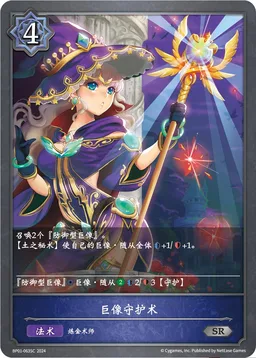 4
召唤2个『防御型巨像』
【土之秘术】使自己的巨像·随从全体 +1/ +1。
『防御型巨像』 ·巨像·随从 2 2/ 3【守护】
巨像守护术
法术 炼金术师 SR
2024
© Cygames, Inc. Published by NetEase Games